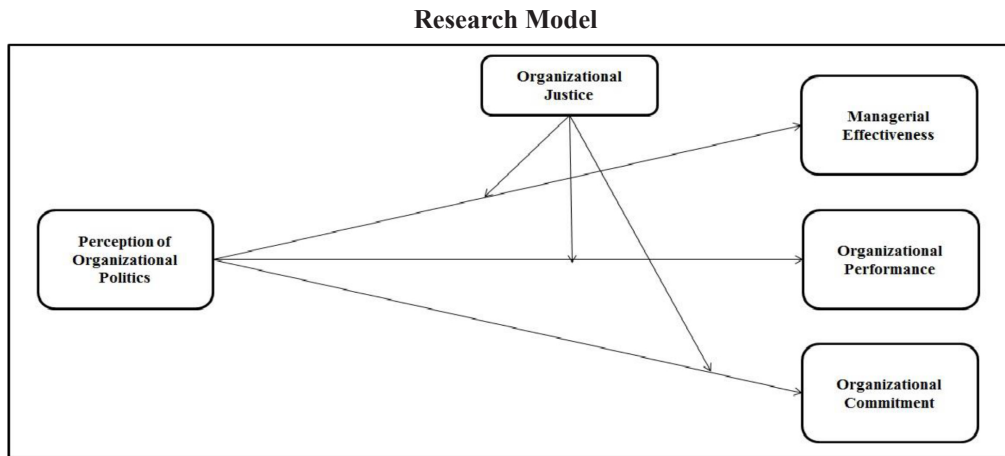 Research Model
Organizational
Justice
Managerial
Effectiveness
Perception of
Organizational
Politics
Organizational
Performance
Organizational
Commitment